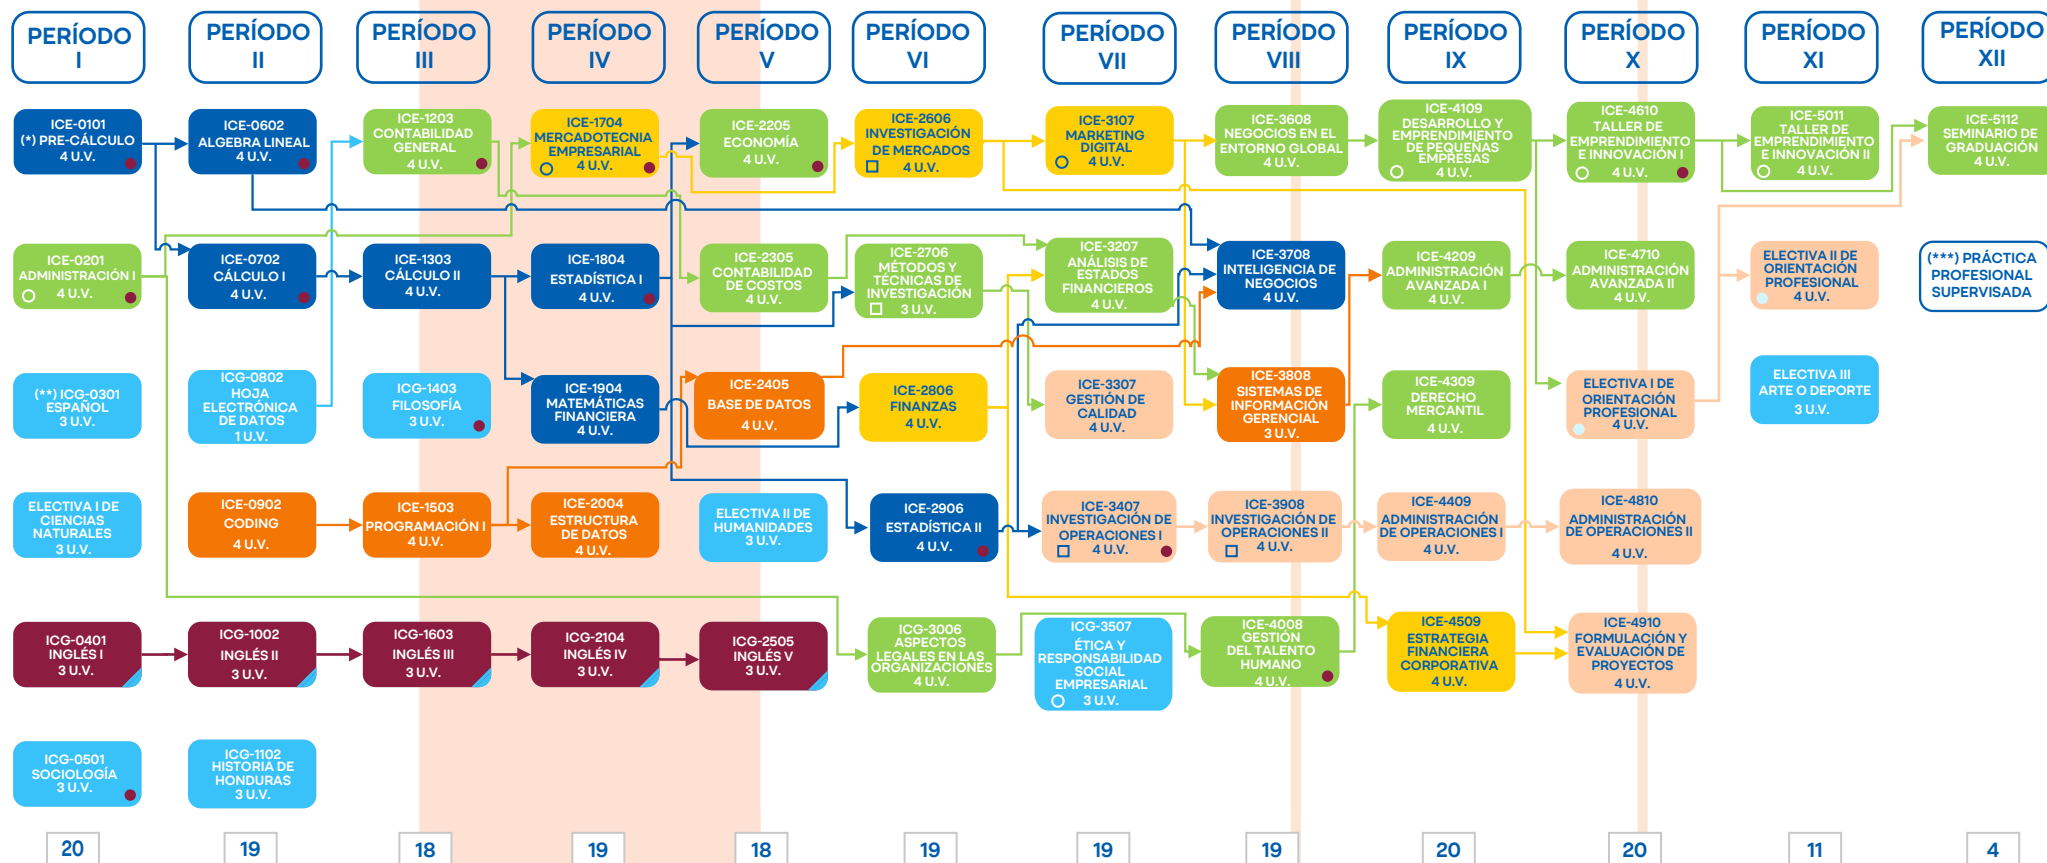 PERÍODO
I
PERÍODO
II
PERÍODO
III
PERÍODO
IV
PERÍODO
V
PERÍODO
VI
PERÍODO
VII
PERÍODO
VIII
PERÍODO
IX
PERÍODO
X
PERÍODO
XI
PERÍODO
XII
ICE-0101
(*) PRE-CÁLCULO
4 U.V.
ICE-0602
ALGEBRA LINEAL
4 U.V.
ICE-1203
CONTABILIDAD
GENERAL
4 U.V.
ICE-1704
MERCADOTECNIA
EMPRESARIAL
4 U.V.
ICE-2205
ECONOMÍA
4 U.V.
ICE-2606
INVESTIGACIÓN
DE MERCADOS
4 U.V.
ICE-3107
MARKETING
DIGITAL
4 U.V.
ICE-3608
NEGOCIOS EN EL
ENTORNO GLOBAL
4 U.V.
ICE-4109
DESARROLLO Y
EMPRENDIMIENTO
DE PEQUEÑAS
EMPRESAS
4 U.V.
ICE-4610
TALLER DE
EMPRENDIMIENTO
E INNOVACIÓN I
4 U.V.
ICE-5011
TALLER DE
EMPRENDIMIENTO
E INNOVACIÓN II
4 U.V.
ICE-5112
SEMINARIO DE
GRADUACIÓN
4 U.V.
ICE-0201
ADMINISTRACIÓN I
4 U.V.
ICE-0702
CÁLCULO I
4 U.V.
ICE-1303
CÁLCULO II
4 U.V.
ICE-1804
ESTADÍSTICA I
4 U.V.
ICE-2305
CONTABILIDAD
DE COSTOS
4 U.V.
ICE-2706
MÉTODOS Y
TÉCNICAS DE
INVESTIGACIÓN
3 U.V.
ICE-3207
ANÁLISIS DE
ESTADOS
FINANCIEROS
4 U.V.
ICE-3708
INTELIGENCIA DE
NEGOCIOS
4 U.V.
ICE-4209
ADMINISTRACIÓN
AVANZADA I
4 U.V.
ICE-4710
ADMINISTRACIÓN
AVANZADA II
4 U.V.
ELECTIVA II DE
ORIENTACIÓN
PROFESIONAL
4 U.V.
(***) PRÁCTICA
PROFESIONAL
SUPERVISADA
(**) ICG-0301
ESPAÑOL
3 U.V.
ICG-0802
HOJA
ELECTRÓNICA
DE DATOS
1 U.V.
ICG-1403
FILOSOFÍA
3 U.V.
ICE-1904
MATEMÁTICAS
FINANCIERA
4 U.V.
ICE-2405
BASE DE DATOS
4 U.V.
ICE-2806
FINANZAS
4 U.V.
ICE-3307
GESTIÓN DE
CALIDAD
4 U.V.
ICE-3808
SISTEMAS DE
INFORMACIÓN
GERENCIAL
3 U.V.
ICE-4309
DERECHO
MERCANTIL
4 U.V.
ELECTIVA I DE
ORIENTACIÓN
PROFESIONAL
4 U.V.
ELECTIVA III
ARTE O DEPORTE
3 U.V.
ELECTIVA I DE
CIENCIAS
NATURALES
3 U.V.
ICE-0902
CODING
4 U.V.
ICE-1503
PROGRAMACIÓN I
4 U.V.
ICE-2004
ESTRUCTURA
DE DATOS
4 U.V.
ELECTIVA II DE
HUMANIDADES
3 U.V.
ICE-2906
ESTADÍSTICA II
4 U.V.
ICE-3407
INVESTIGACIÓN DE
OPERACIONES I
4 U.V.
ICE-3908
INVESTIGACIÓN DE
OPERACIONES II
4 U.V.
ICE-4409
ADMINISTRACIÓN
DE OPERACIONES I
4 U.V.
ICE-4810
ADMINISTRACIÓN
DE OPERACIONES II
4 U.V.
ICG-0401
INGLÉS I
3 U.V.
ICG-1002
INGLÉS II
3 U.V.
ICG-1603
INGLÉS III
3 U.V.
ICG-2104
INGLÉS IV
3 U.V.
ICG-2505
INGLÉS V
3 U.V.
ICG-3006
ASPECTOS
LEGALES EN LAS
ORGANIZACIONES
4 U.V.
ICG-3507
ÉTICA Y
RESPONSABILIDAD
SOCIAL
EMPRESARIAL
3 U.V.
ICE-4008
GESTIÓN
DEL TALENTO
HUMANO
4 U.V.
ICE-4509
ESTRATEGIA
FINANCIERA
CORPORATIVA
4 U.V.
ICE-4910
FORMULACIÓN Y
EVALUACIÓN DE
PROYECTOS
4 U.V.
ICG-0501
SOCIOLOGÍA
3 U.V.
ICG-1102
HISTORIA DE
HONDURAS
3 U.V.
20
19
18
19
18
19
19
19
20
20
11
4